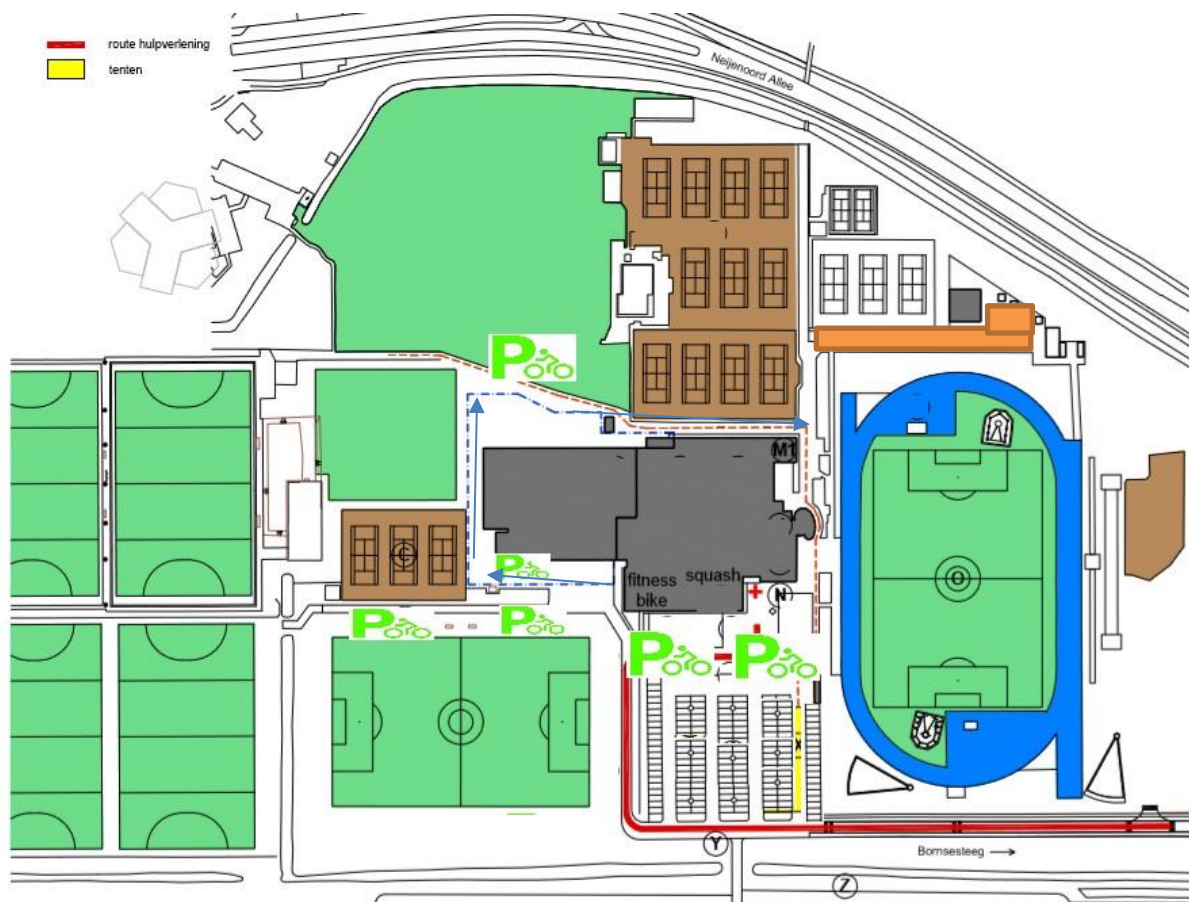 route hulpverlening
tenten
Neijenoord Allee
P
M1
C
P
fitness squash
bike
N
O
P
P
P
P
X
Y
Bornsesteeg
Z